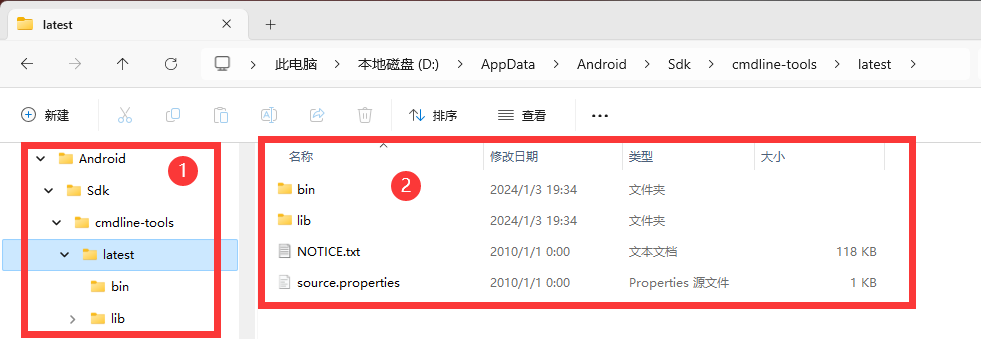 latest
此电脑 本地磁盘 (D:) AppData Android Sdk cmdline-tools latest
新建 排序 查看
Android
1
Sdk
cmdline-tools
latest
bin
lib
名称 修改日期 类型 大小
2
bin 2024/1/3 19:34 文件夹
lib 2024/1/3 19:34 文件夹
NOTICE.txt 2010/1/1 0:00 文本文档 118 KB
source.properties 2010/1/1 0:00 Properties 源文件 1 KB